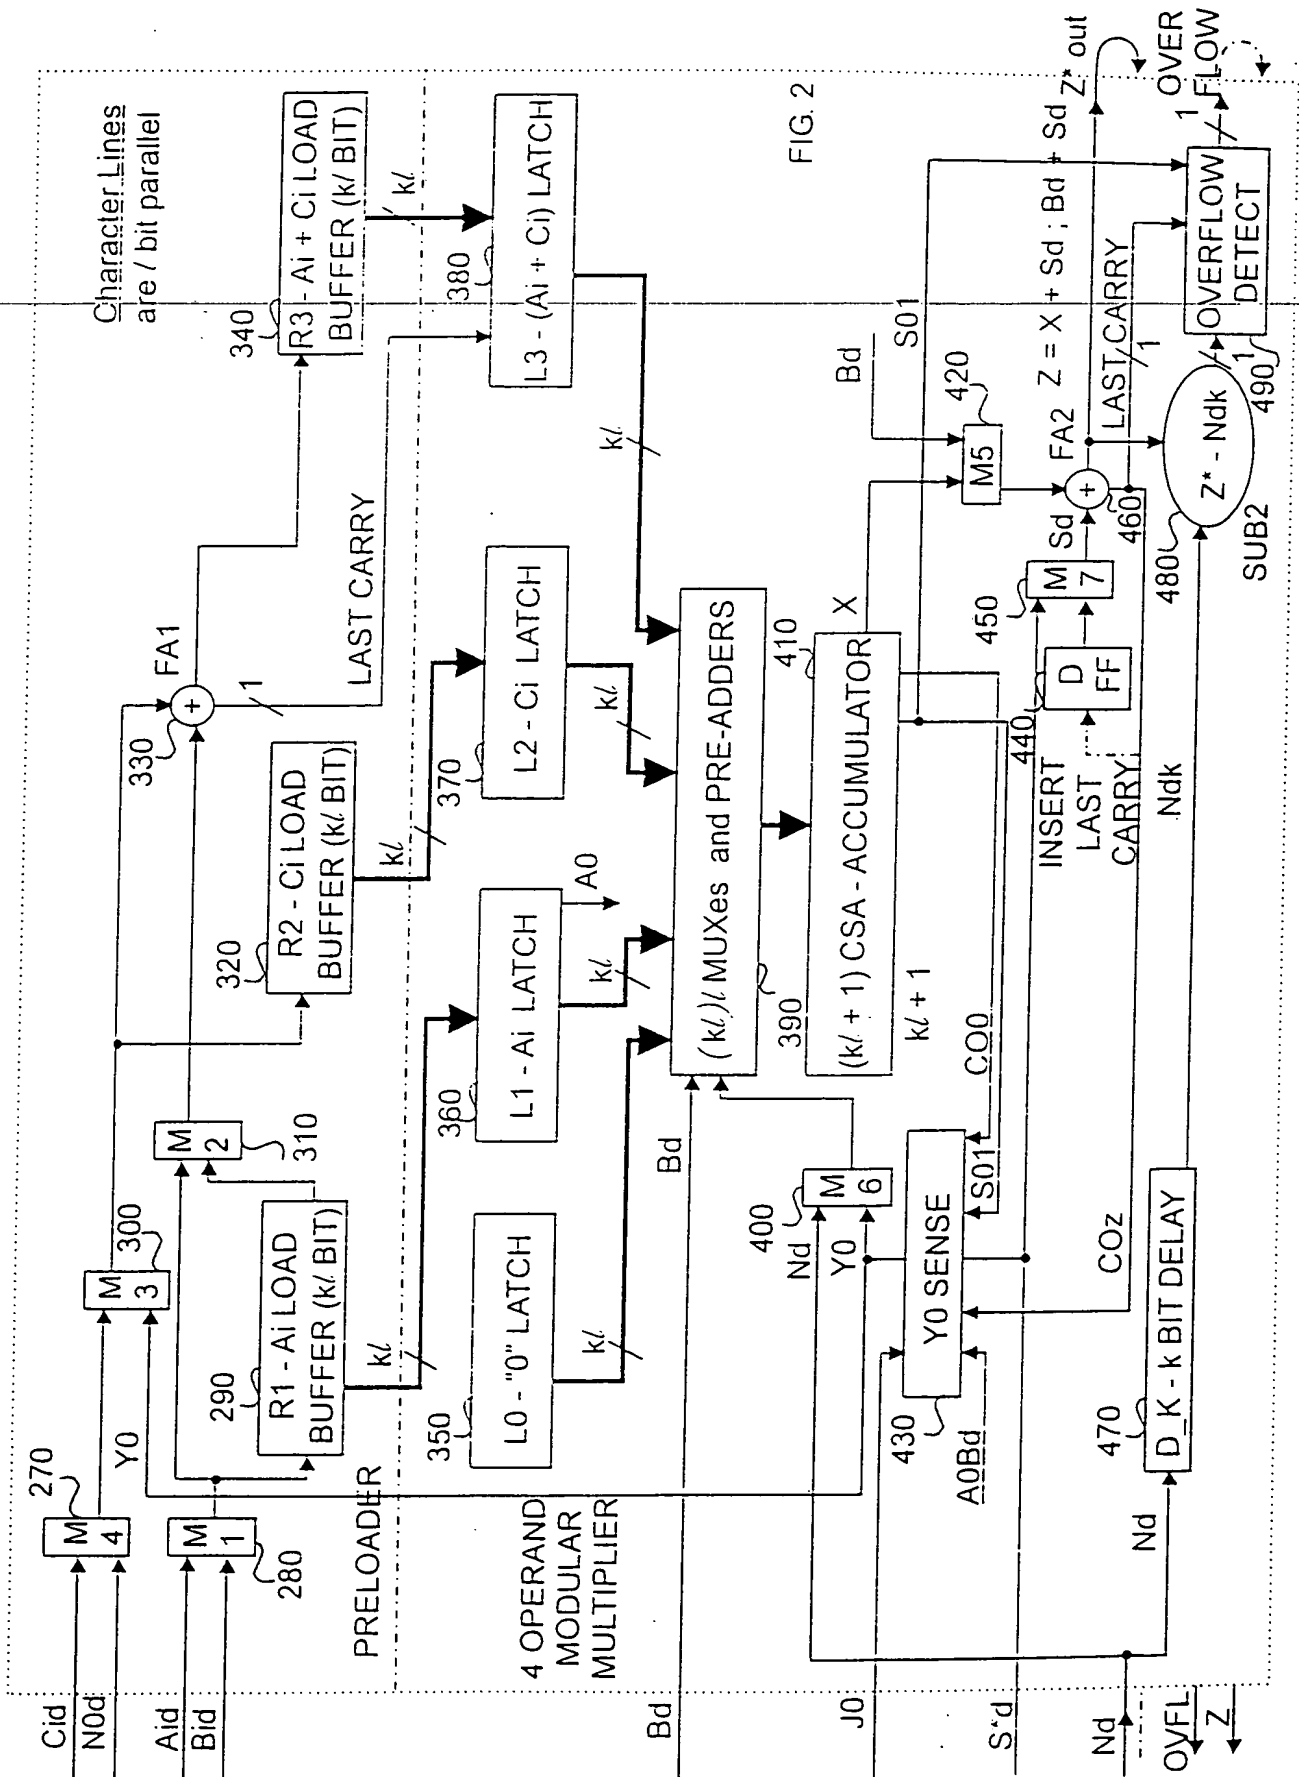 Character Lines
are l bit parallel
Cid
N0d
Aid
Bid
M
4
270
Y0
M
1
280
M
3
300
M
2
310
290
R1 - Ai LOAD
BUFFER (kl BIT)
320
R2 - Ci LOAD
BUFFER (kl BIT)
330
+
FA1
1
LAST CARRY
340
R3 - Ai + Ci LOAD
BUFFER (kl BIT)
PRELOADER
kl
kl
kl
4 OPERAND
MODULAR
MULTIPLIER
350
L0 - "0" LATCH
360
L1 - Ai LATCH
A0
370
L2 - Ci LATCH
380
L3 - (Ai + Ci) LATCH
kl
kl
kl
kl
Bd
Bd
390
(kl)l MUXes and PRE-ADDERS
FIG. 2
400
M
6
Nd
Y0
410
(kl + 1) CSA - ACCUMULATOR
kl + 1
X
Bd
S01
420
M5
J0
430
Y0 SENSE
A0Bd
CO0
S01
COz
S*d
INSERT
LAST
CARRY
440
D
FF
450
M
7
Sd
FA2
+
460
Z = X + Sd ; Bd + Sd
LAST CARRY
1
Z* out
Nd
Nd
470
D_K - k BIT DELAY
Ndk
480
Z* - Ndk
SUB2
490
1
OVERFLOW
DETECT
1
OVER
FLOW
OVFL
Z